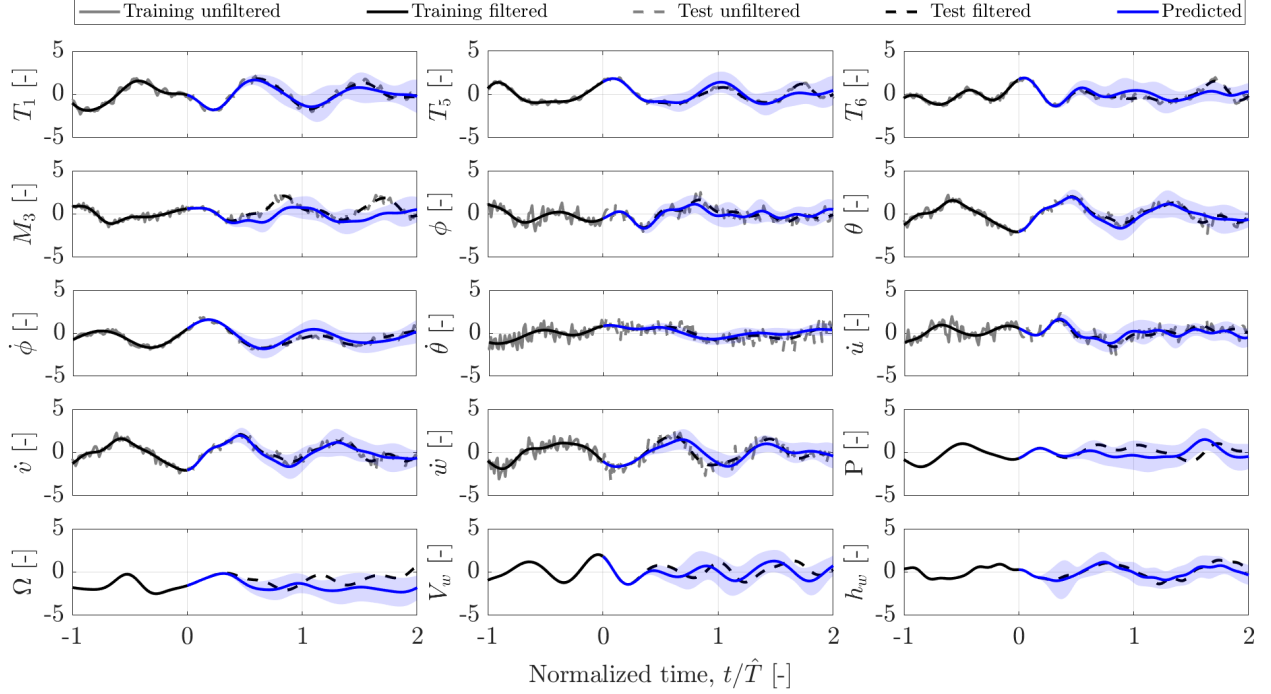 Training unfiltered Training filtered Test unfiltered Test filtered Predicted
5 5 5
T₁ [-] T₅ [-] T₆ [-]
0 0 0
-5 -5 -5
5 5 5
M₃ [-] ϕ [-] θ [-]
0 0 0
-5 -5 -5
5 5 5
ϕ̇ [-] θ̇ [-] u̇ [-]
0 0 0
-5 -5 -5
5 5 5
v̇ [-] ẇ [-] P [-]
0 0 0
-5 -5 -5
5 5 5
Ω [-] V_w [-] h_w [-]
0 0 0
-5 -5 -5
-1 0 1 2 -1 0 1 2 -1 0 1 2
Normalized time, t/T̂ [-]